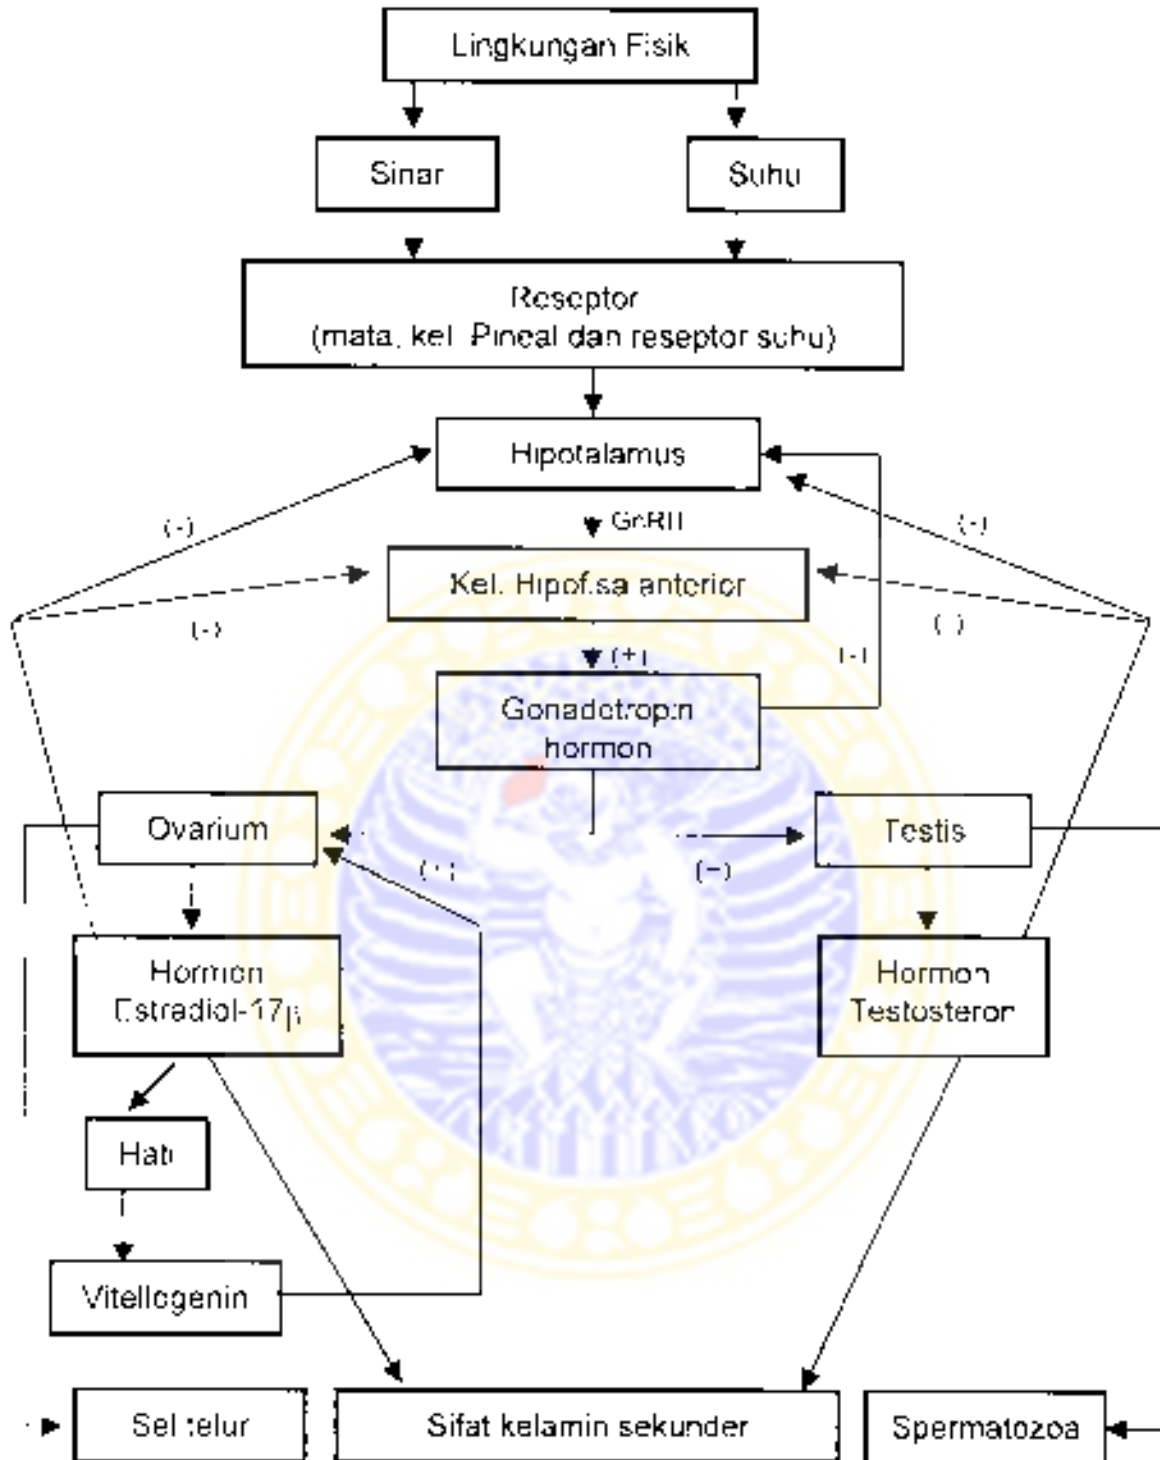 Lingkungan Fisik
Sinar
Suhu
Reseptor
(mata, kel. Pineal dan reseptor suhu)
Hipotalamus
GnRH
(-)
(-)
Kel. Hipofisa anterior
(-)
(-)
(+)
(-)
Gonadotropin
hormon
Ovarium
Testis
(+)
Hormon
Estradiol-17β
Hormon
Testosteron
Hati
Vitellogenin
Sel telur
Sifat kelamin sekunder
Spermatozoa